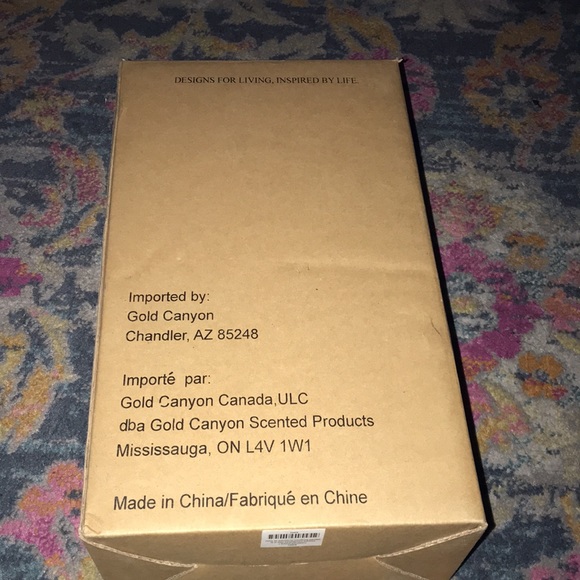 DESIGNS FOR LIVING, INSPIRED BY LIFE.
Imported by:
Gold Canyon
Chandler, AZ 85248
Importé par:
Gold Canyon Canada,ULC
dba Gold Canyon Scented Products
Mississauga, ON L4V 1W1
Made in China/Fabriqué en Chine